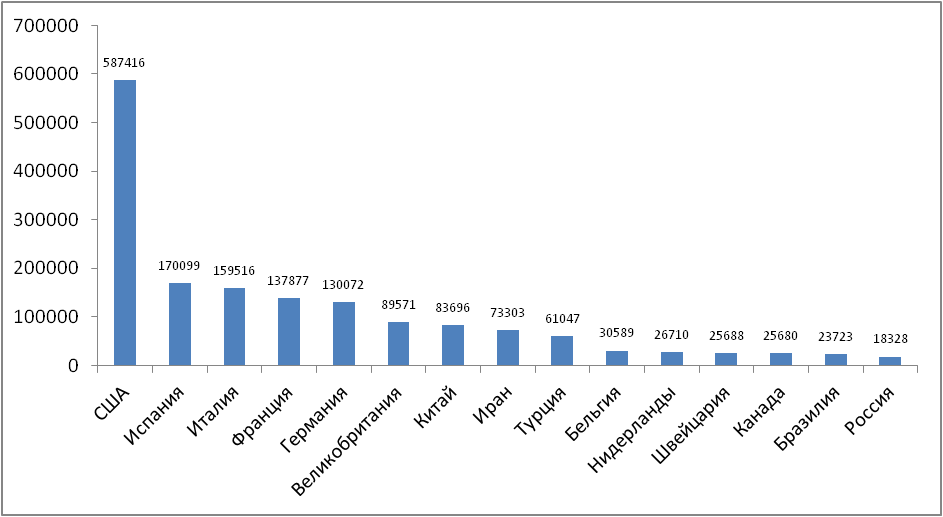 700000
600000
500000
400000
300000
200000
100000
0
587416
170099
159516
137877
130072
89571
83696
73303
61047
30589
26710
25688
25680
23723
18328
США
Испания
Италия
Франция
Германия
Великобритания
Китай
Иран
Турция
Бельгия
Нидерланды
Швейцария
Канада
Бразилия
Россия